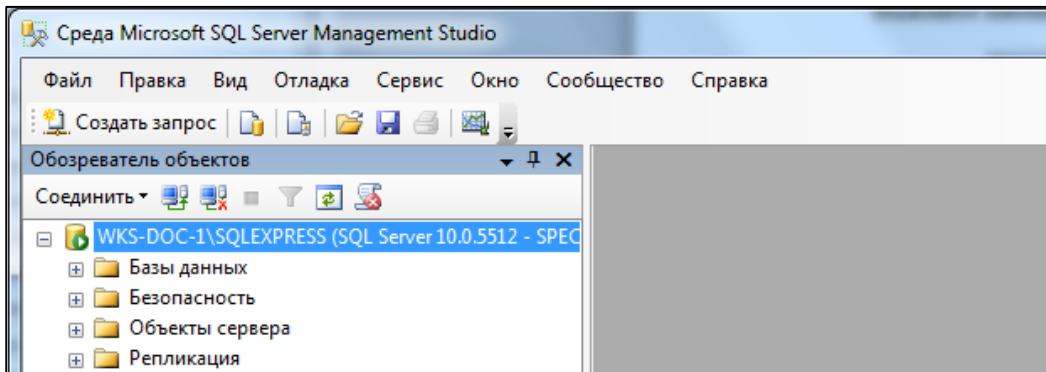 Среда Microsoft SQL Server Management Studio
Файл Правка Вид Отладка Сервис Окно Сообщество Справка
Создать запрос
Обозреватель объектов
Соединить
WKS-DOC-1\SQLEXPRESS (SQL Server 10.0.5512 - SPEC
Базы данных
Безопасность
Объекты сервера
Репликация